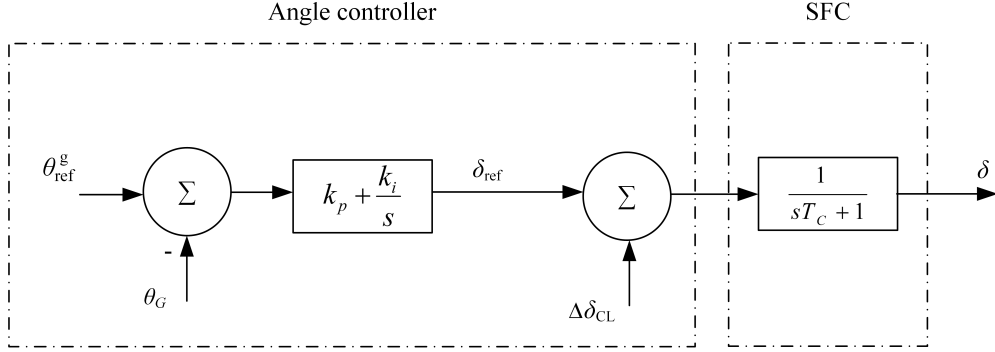 Angle controller
SFC
θ_ref^g
Σ
-
θ_G
k_p + k_i/s
δ_ref
Σ
Δδ_CL
1/(sT_C + 1)
δ